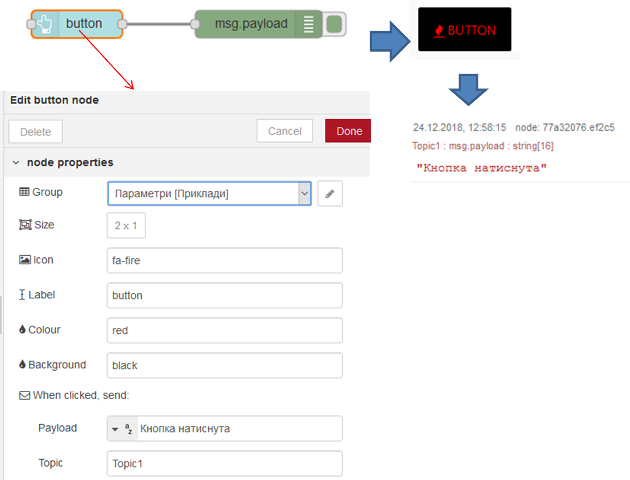 button
msg.payload
BUTTON
Edit button node
Delete
Cancel
Done
node properties
Group
Параметри [Приклади]
Size
2 x 1
Icon
fa-fire
Label
button
Colour
red
Background
black
When clicked, send:
Payload
a z Кнопка натиснута
Topic
Topic1
24.12.2018, 12:58:15 node: 77a32076.ef2c5
Topic1 : msg.payload : string[16]
"Кнопка натиснута"